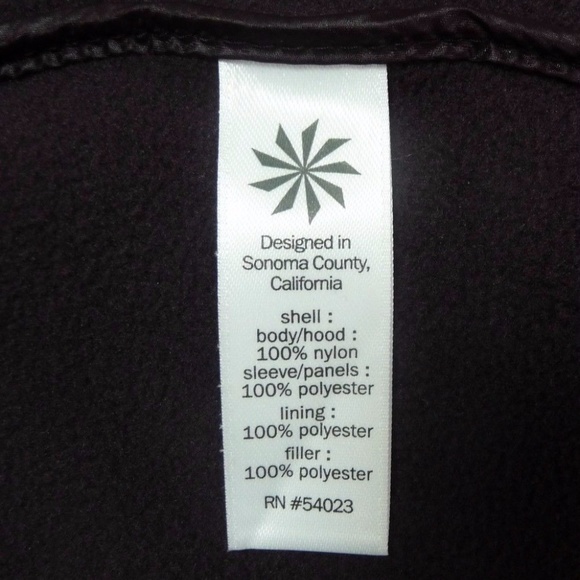 Designed in
Sonoma County,
California
shell :
body/hood :
100% nylon
sleeve/panels :
100% polyester
lining :
100% polyester
filler :
100% polyester
RN #54023